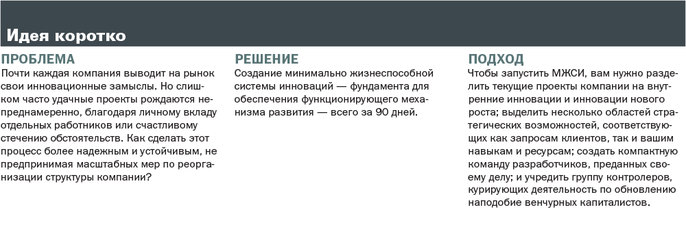 Идея коротко
ПРОБЛЕМА
Почти каждая компания выводит на рынок
свои инновационные замыслы. Но слиш-
ком часто удачные проекты рождаются не-
преднамеренно, благодаря личному вкладу
отдельных работников или счастливому
стечению обстоятельств. Как сделать этот
процесс более надежным и устойчивым, не
предпринимая масштабных мер по реорга-
низации структуры компании?
РЕШЕНИЕ
Создание минимально жизнеспособной
системы инноваций — фундамента для
обеспечения функционирующего меха-
низма развития — всего за 90 дней.
ПОДХОД
Чтобы запустить МЖСИ, вам нужно разде-
лить текущие проекты компании на внут-
ренние инновации и инновации нового
роста; выделить несколько областей стра-
тегических возможностей, соответствую-
щих как запросам клиентов, так и вашим
навыкам и ресурсам; создать компактную
команду разработчиков, преданных сво-
ему делу; и учредить группу контролеров,
курирующих деятельность по обновлению
наподобие венчурных капиталистов.